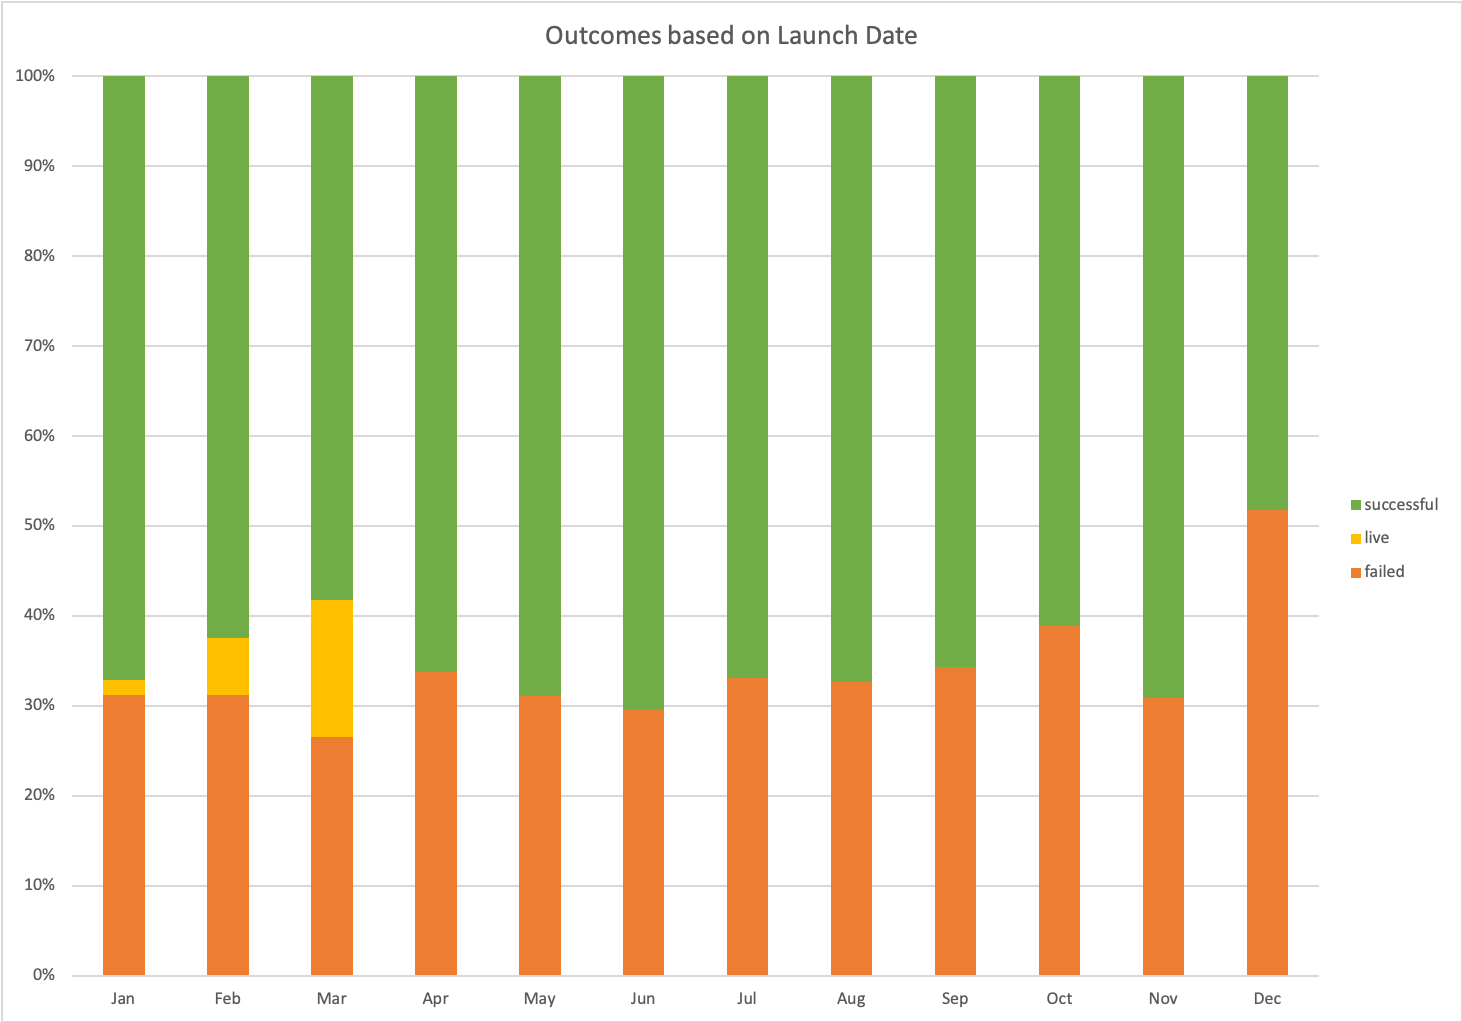 Outcomes based on Launch Date
100%
90%
80%
70%
60%
50%
40%
30%
20%
10%
0%
Jan Feb Mar Apr May Jun Jul Aug Sep Oct Nov Dec
successful
live
failed